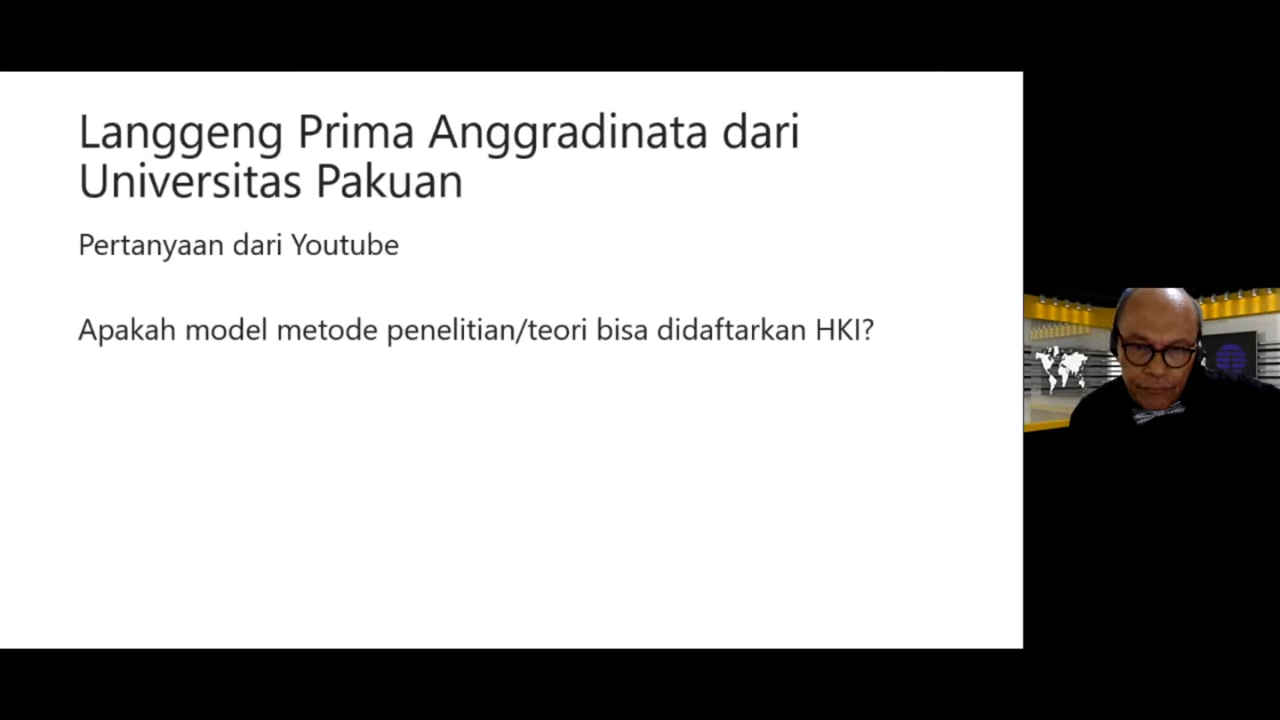 Langgeng Prima Anggradinata dari
Universitas Pakuan
Pertanyaan dari Youtube
Apakah model metode penelitian/teori bisa didaftarkan HKI?